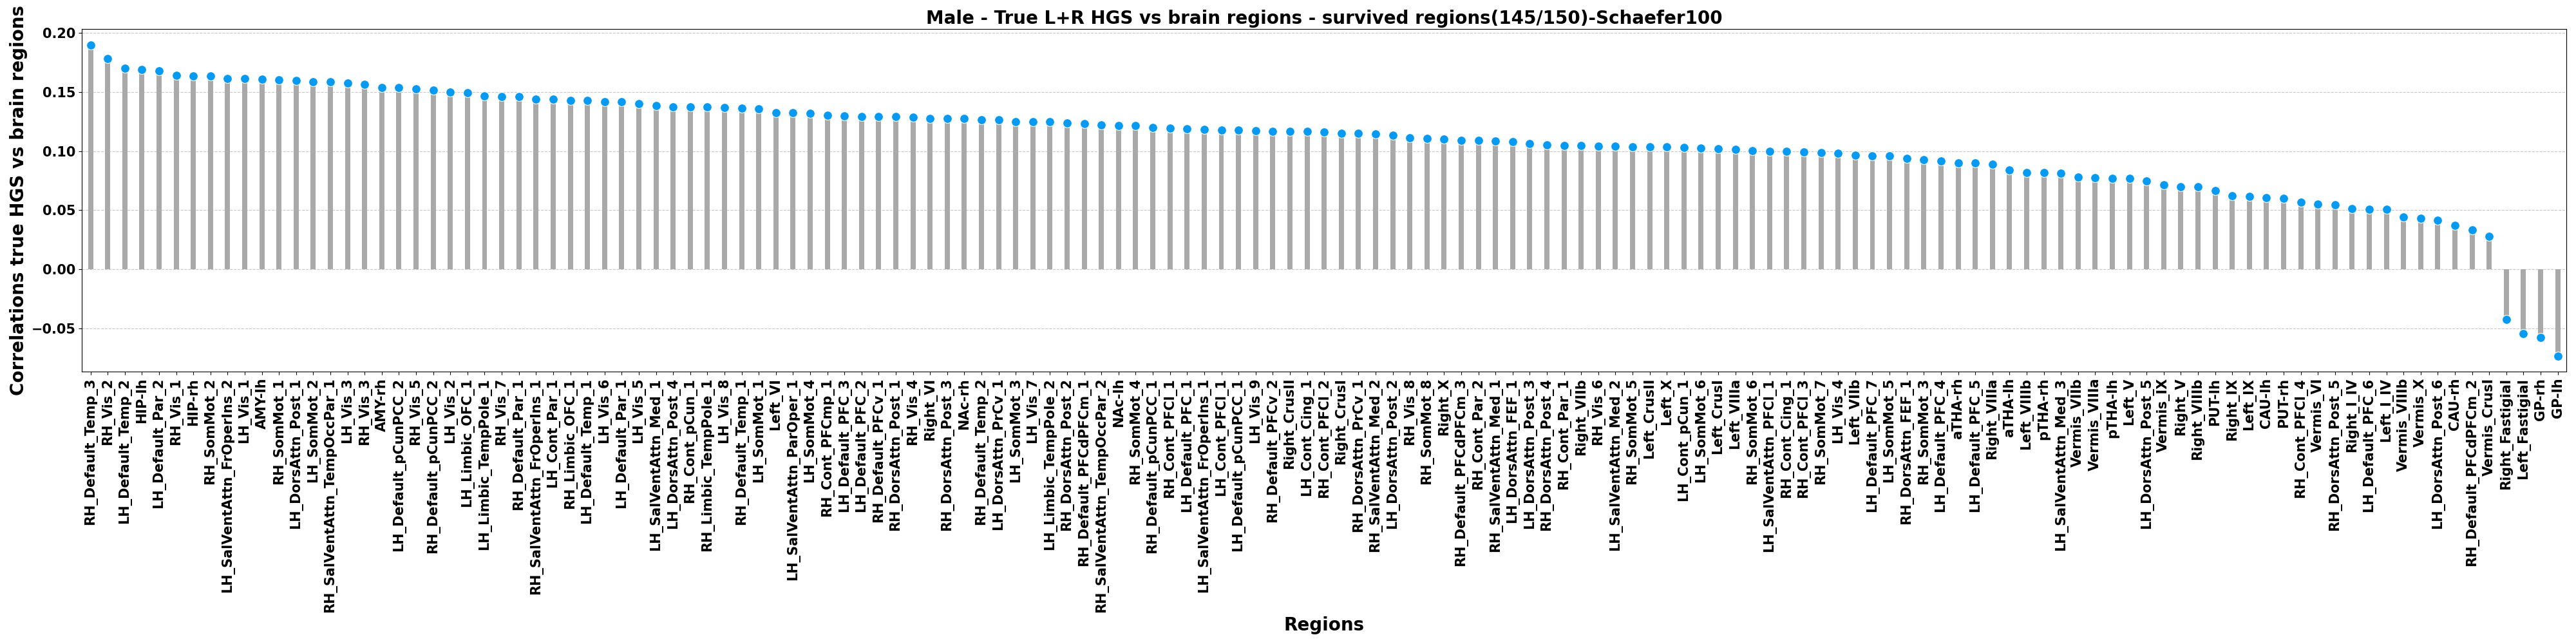 Male - True L+R HGS vs brain regions - survived regions(145/150)-Schaefer100
Correlations true HGS vs brain regions
0.20
0.15
0.10
0.05
0.00
−0.05
RH_Default_Temp_3
RH_Vis_2
LH_Default_Temp_2
HIP-lh
LH_Default_Par_2
RH_Vis_1
HIP-rh
RH_SomMot_2
LH_SalVentAttn_FrOperIns_2
LH_Vis_1
AMY-lh
RH_SomMot_1
LH_DorsAttn_Post_1
LH_SomMot_2
RH_SalVentAttn_TempOccPar_1
LH_Vis_3
RH_Vis_3
AMY-rh
LH_Default_pCunPCC_2
RH_Vis_5
RH_Default_pCunPCC_2
LH_Vis_2
LH_Limbic_OFC_1
LH_Limbic_TempPole_1
RH_Vis_7
RH_Default_Par_1
RH_SalVentAttn_FrOperIns_1
LH_Cont_Par_1
RH_Limbic_OFC_1
LH_Default_Temp_1
LH_Vis_6
LH_Default_Par_1
LH_Vis_5
LH_SalVentAttn_Med_1
LH_DorsAttn_Post_4
RH_Cont_pCun_1
RH_Limbic_TempPole_1
LH_Vis_8
RH_Default_Temp_1
LH_SomMot_1
Left_VI
LH_SalVentAttn_ParOper_1
LH_SomMot_4
RH_Cont_PFCmp_1
LH_Default_PFC_3
LH_Default_PFC_2
RH_Default_PFCv_1
RH_DorsAttn_Post_1
RH_Vis_4
Right_VI
RH_DorsAttn_Post_3
NAc-rh
RH_Default_Temp_2
LH_DorsAttn_PrCv_1
LH_SomMot_3
LH_Vis_7
LH_Limbic_TempPole_2
RH_DorsAttn_Post_2
RH_Default_PFCdPFCm_1
RH_SalVentAttn_TempOccPar_2
NAc-lh
RH_SomMot_4
RH_Default_pCunPCC_1
RH_Cont_PFCl_1
LH_Default_PFC_1
LH_SalVentAttn_FrOperIns_1
LH_Cont_PFCl_1
LH_Default_pCunPCC_1
LH_Vis_9
RH_Default_PFCv_2
Right_CrusII
LH_Cont_Cing_1
RH_Cont_PFCl_2
Right_CrusI
RH_DorsAttn_PrCv_1
RH_SalVentAttn_Med_2
LH_DorsAttn_Post_2
RH_Vis_8
RH_SomMot_8
Right_X
RH_Default_PFCdPFCm_3
RH_Cont_Par_2
RH_SalVentAttn_Med_1
LH_DorsAttn_FEF_1
LH_DorsAttn_Post_3
RH_DorsAttn_Post_4
RH_Cont_Par_1
Right_VIIb
RH_Vis_6
LH_SalVentAttn_Med_2
RH_SomMot_5
Left_CrusII
Left_X
LH_Cont_pCun_1
LH_SomMot_6
Left_CrusI
Left_VIIIa
RH_SomMot_6
LH_SalVentAttn_PFCl_1
RH_Cont_Cing_1
RH_Cont_PFCl_3
RH_SomMot_7
LH_Vis_4
Left_VIIb
LH_Default_PFC_7
LH_SomMot_5
RH_DorsAttn_FEF_1
RH_SomMot_3
LH_Default_PFC_4
aTHA-rh
LH_Default_PFC_5
Right_VIIIa
aTHA-lh
Left_VIIIb
pTHA-rh
LH_SalVentAttn_Med_3
Vermis_VIIb
Vermis_VIIIa
pTHA-lh
Left_V
LH_DorsAttn_Post_5
Vermis_IX
Right_V
Right_VIIIb
PUT-lh
Right_IX
Left_IX
CAU-lh
PUT-rh
RH_Cont_PFCl_4
Vermis_VI
RH_DorsAttn_Post_5
Right_I_IV
LH_Default_PFC_6
Left_I_IV
Vermis_VIIIb
Vermis_X
LH_DorsAttn_Post_6
CAU-rh
RH_Default_PFCdPFCm_2
Vermis_CrusI
Right_Fastigial
Left_Fastigial
GP-rh
GP-lh
Regions